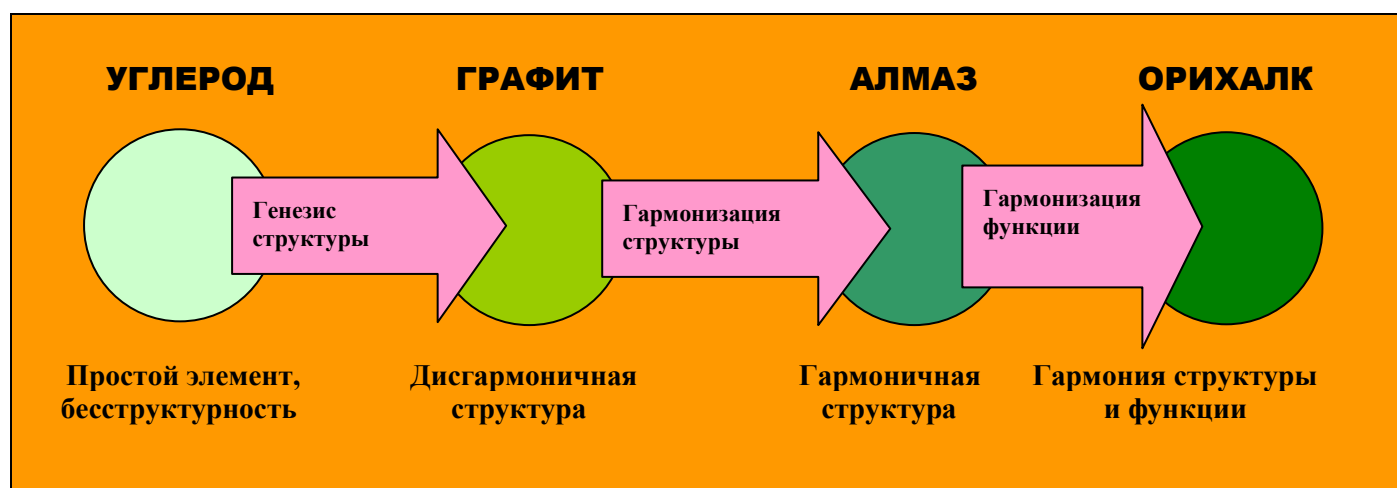 УГЛЕРОД
ГРАФИТ
АЛМАЗ
ОРИХАЛК
Генезис
структуры
Гармонизация
структуры
Гармонизация
функции
Простой элемент,
бесструктурность
Дисгармоничная
структура
Гармоничная
структура
Гармония структуры
и функции